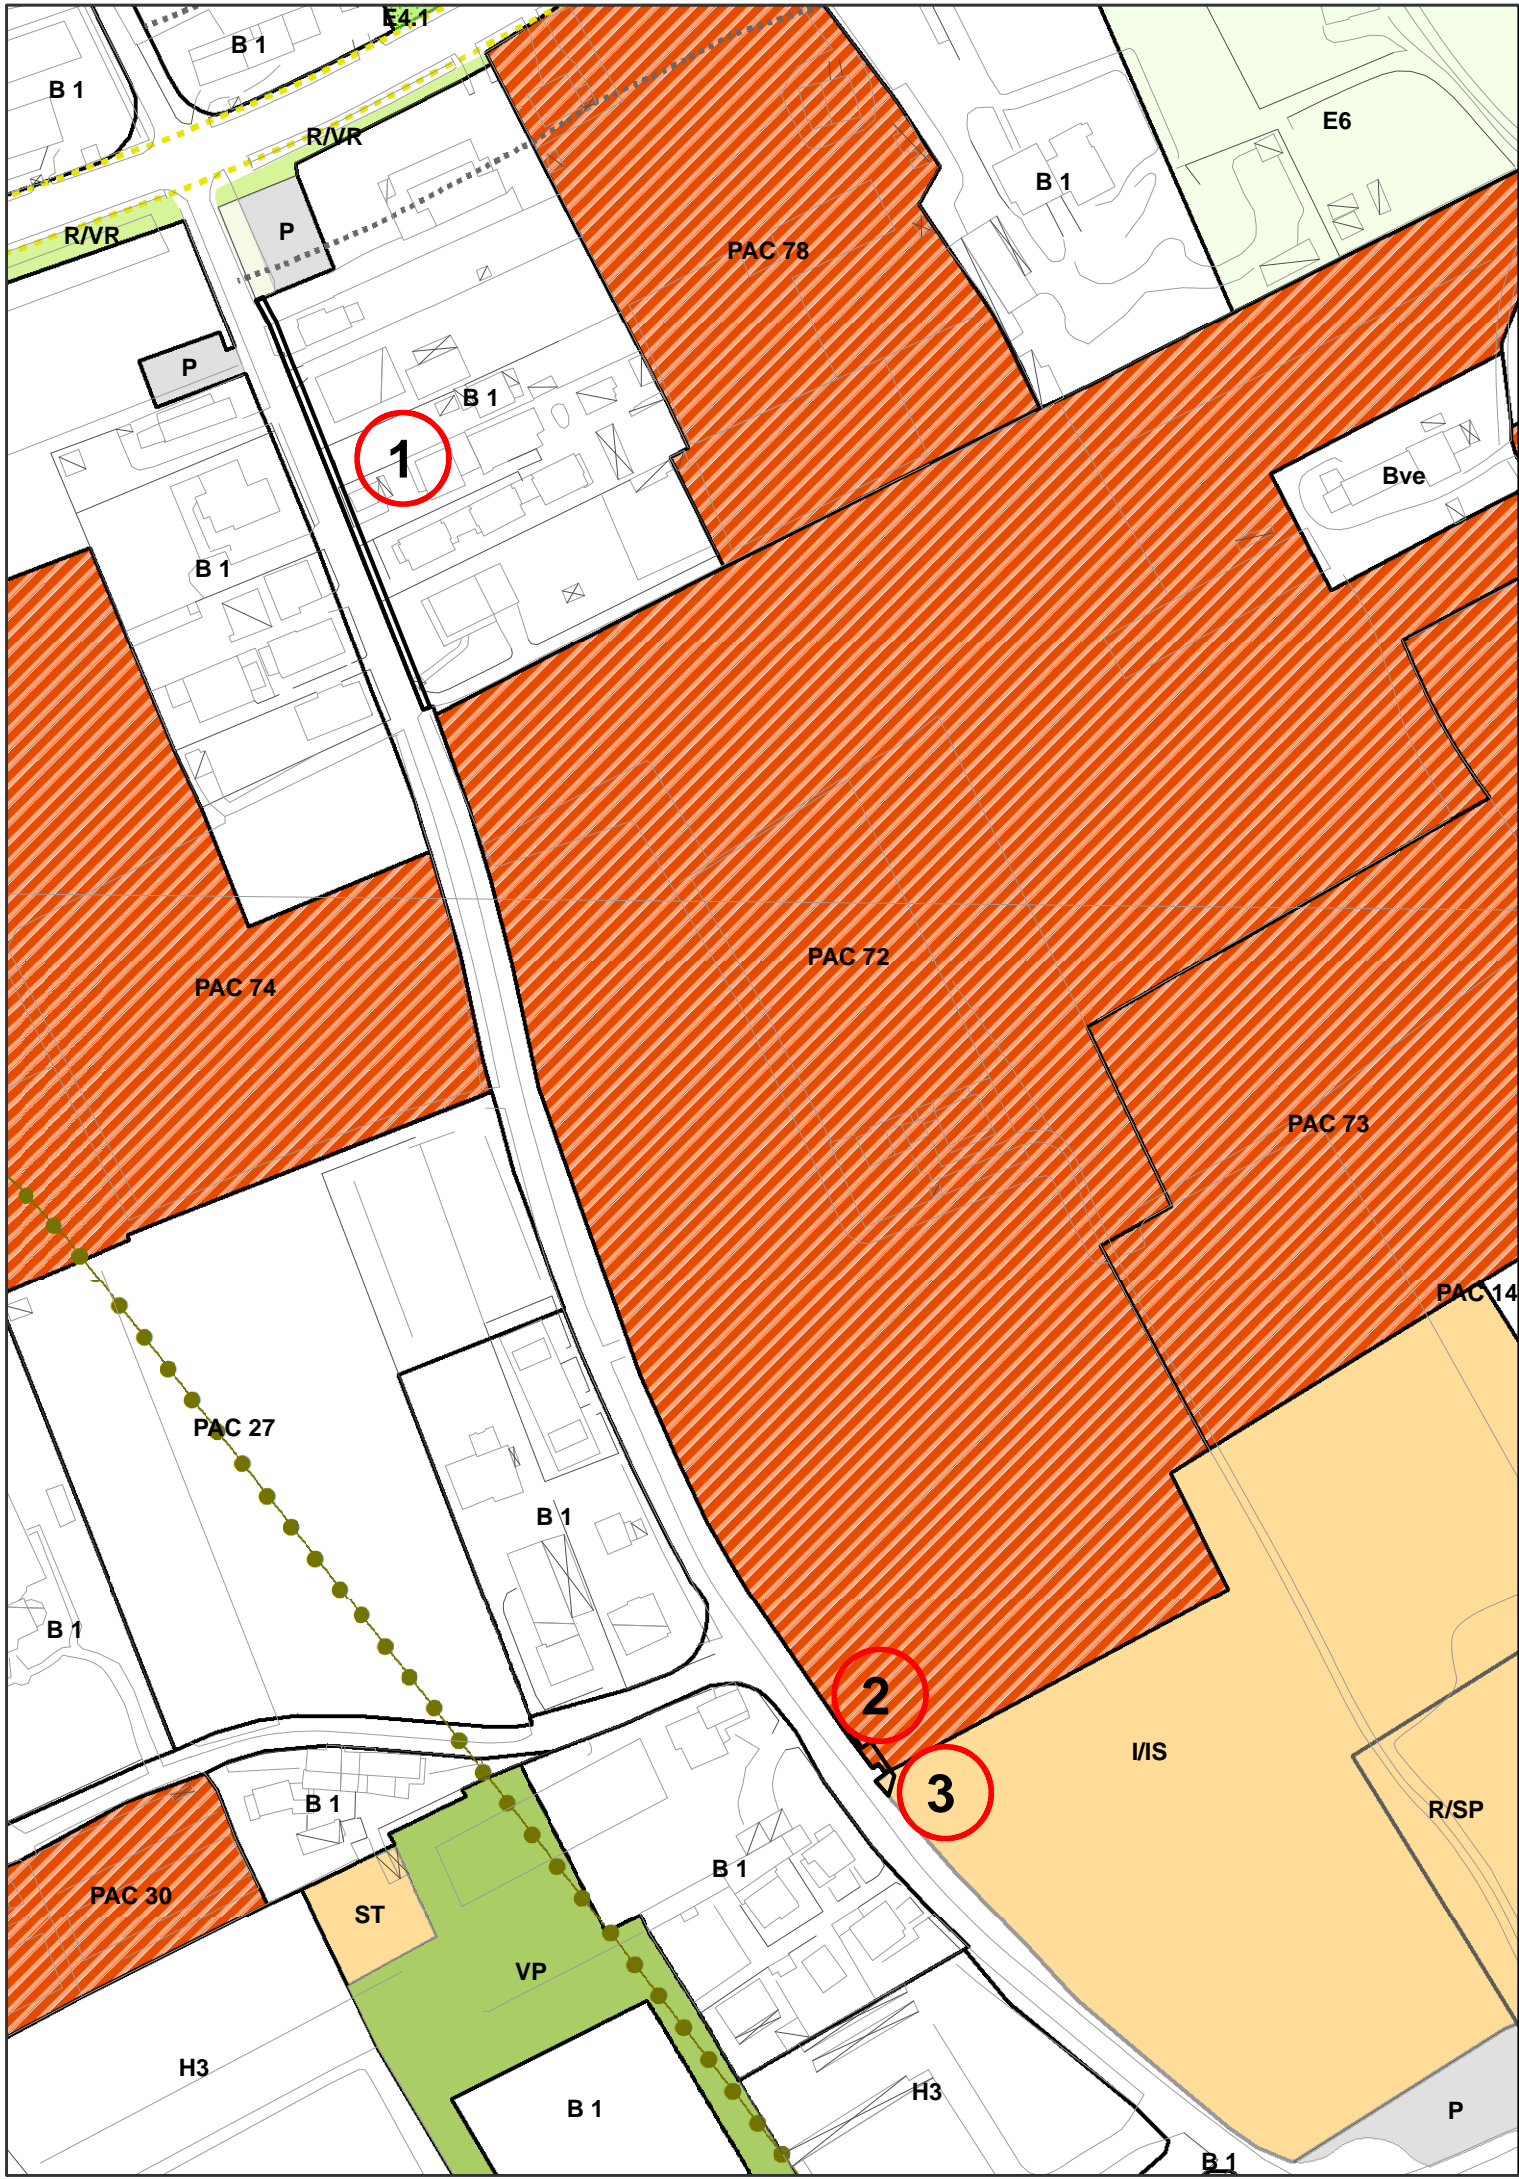 E4.1
B 1
B 1
E6
R/VR
B 1
P
R/VR
PAC 78
P
B 1
1
Bve
B 1
PAC 72
PAC 74
PAC 73
PAC 14
PAC 27
B 1
B 1
2
I/IS
3
B 1
R/SP
B 1
PAC 30
ST
VP
H3
H3
B 1
P
B 1